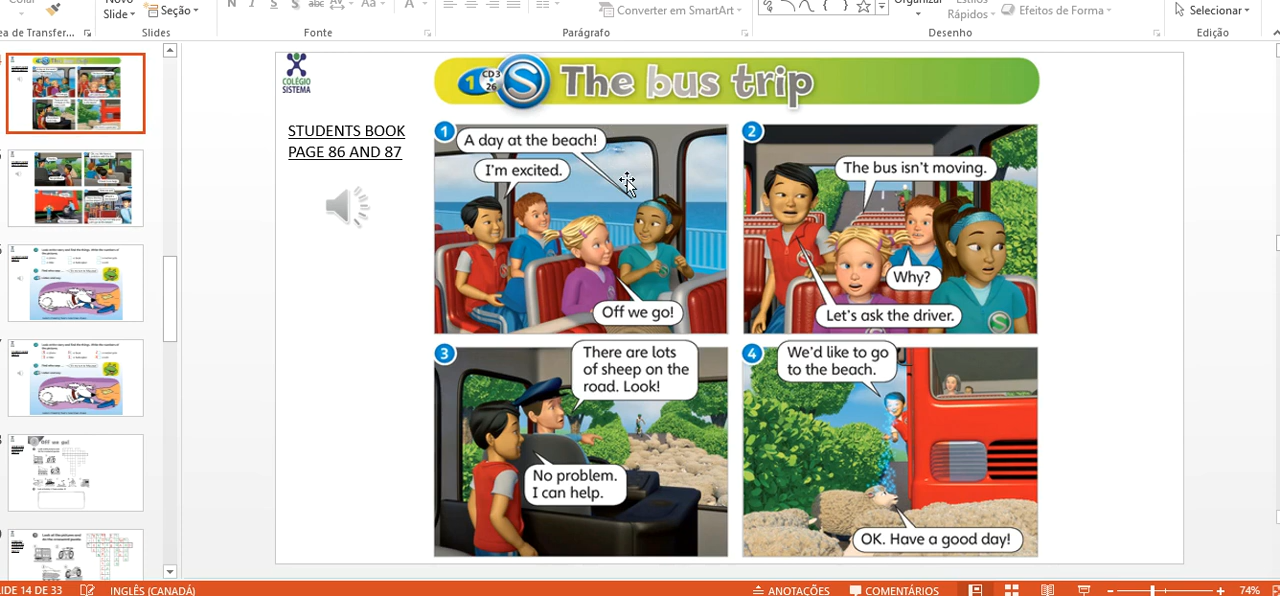 Slide
Seção
Converter em SmartArt
Organizar
Rápidos
Efeitos de Forma
Selecionar
Slides
Fonte
Parágrafo
Desenho
Edição
COLÉGIO
SISTEMA
STUDENTS BOOK
PAGE 86 AND 87
1 CD 3
26
S The bus trip
1
A day at the beach!
I'm excited.
Off we go!
2
The bus isn't moving.
Why?
Let's ask the driver.
3
There are lots
of sheep on the
road. Look!
No problem.
I can help.
4
We'd like to go
to the beach.
OK. Have a good day!
14 DE 33
INGLÊS (CANADÁ)
ANOTAÇÕES
COMENTÁRIOS
74%